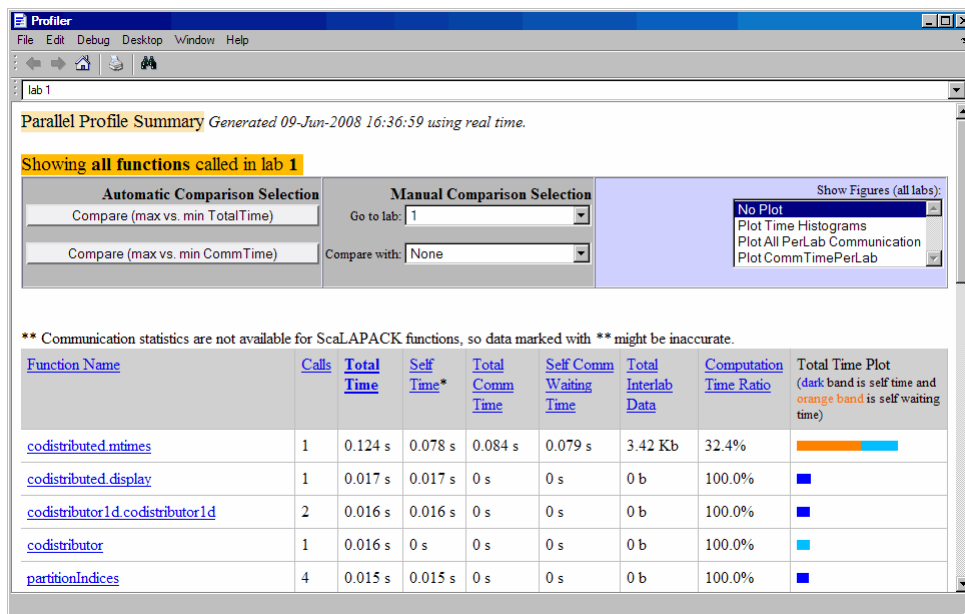 Profiler
File Edit Debug Desktop Window Help
lab 1
Parallel Profile Summary Generated 09-Jun-2008 16:36:59 using real time.
Showing all functions called in lab 1
Automatic Comparison Selection
Compare (max vs. min TotalTime)
Compare (max vs. min CommTime)
Manual Comparison Selection
Go to lab: 1
Compare with: None
Show Figures (all labs):
No Plot
Plot Time Histograms
Plot All PerLab Communication
Plot CommTimePerLab
** Communication statistics are not available for ScaLAPACK functions, so data marked with ** might be inaccurate.
Function Name Calls Total Time Self Time* Total Comm Time Self Comm Waiting Time Total Interlab Data Computation Time Ratio Total Time Plot (dark band is self time and orange band is self waiting time)
codistributed.mtimes 1 0.124 s 0.078 s 0.084 s 0.079 s 3.42 Kb 32.4%
codistributed.display 1 0.017 s 0.017 s 0 s 0 s 0 b 100.0%
codistributor1d.codistributor1d 2 0.016 s 0.016 s 0 s 0 s 0 b 100.0%
codistributor 1 0.016 s 0 s 0 s 0 s 0 b 100.0%
partitionIndices 4 0.015 s 0.015 s 0 s 0 s 0 b 100.0%